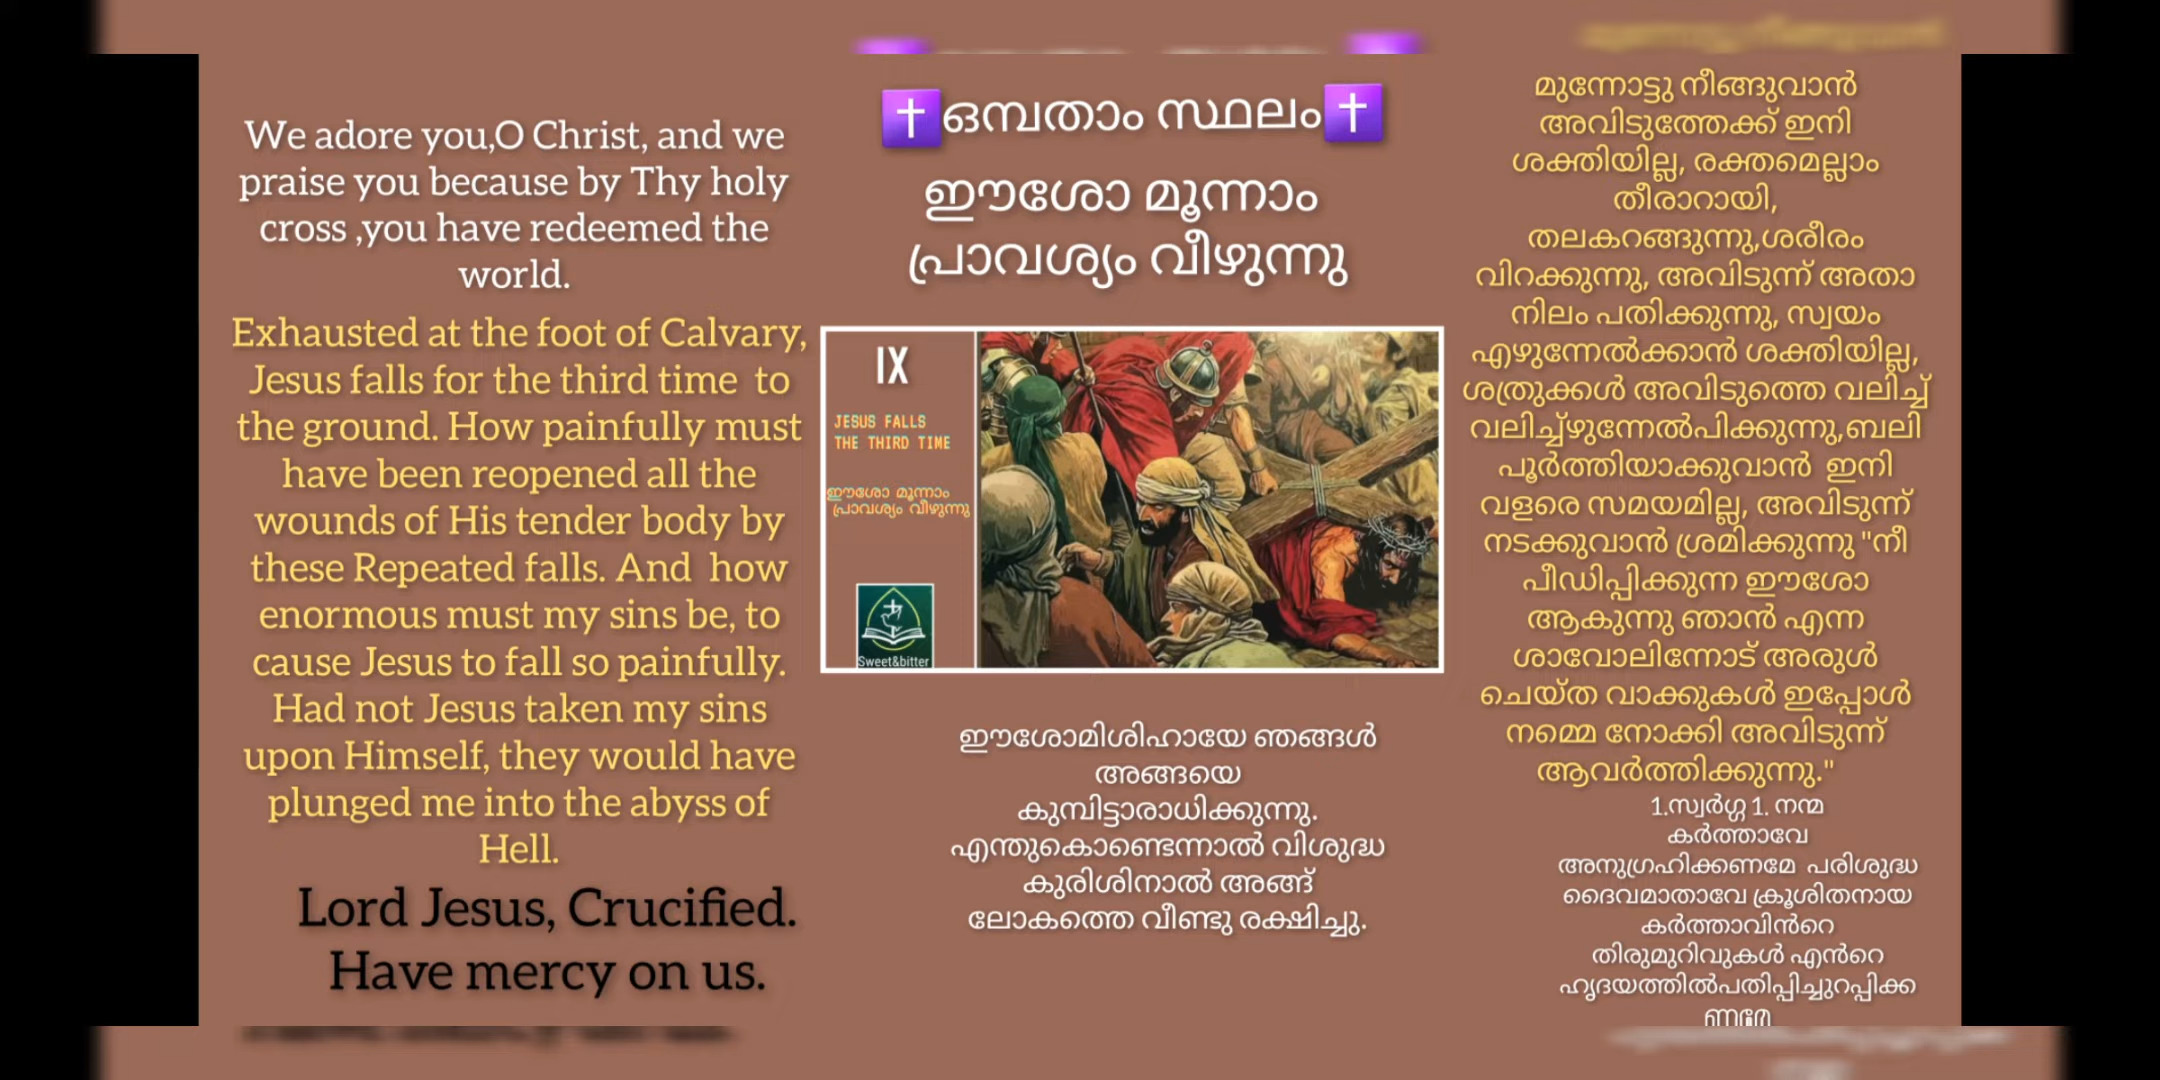 We adore you,O Christ, and we
praise you because by Thy holy
cross ,you have redeemed the
world.
Exhausted at the foot of Calvary,
Jesus falls for the third time  to
the ground. How painfully must
have been reopened all the
wounds of His tender body by
these Repeated falls. And  how
enormous must my sins be, to
cause Jesus to fall so painfully.
Had not Jesus taken my sins
upon Himself, they would have
plunged me into the abyss of
Hell.
Lord Jesus, Crucified.
Have mercy on us.
✝️ഒമ്പതാം സ്ഥലം✝️
ഈശോ മൂന്നാം
പ്രാവശ്യം വീഴുന്നു
IX
JESUS FALLS
THE THIRD TIME
ഈശോ മൂന്നാം
പ്രാവശ്യം വീഴുന്നു
Sweet&bitter
ഈശോമിശിഹായേ ഞങ്ങൾ
അങ്ങയെ
കുമ്പിട്ടാരാധിക്കുന്നു.
എന്തുകൊണ്ടെന്നാൽ വിശുദ്ധ
കുരിശിനാൽ അങ്ങ്
ലോകത്തെ വീണ്ടു രക്ഷിച്ചു.
മുന്നോട്ടു നീങ്ങുവാൻ
അവിടുത്തേക്ക് ഇനി
ശക്തിയില്ല, രക്തമെല്ലാം
തീരാറായി,
തലകറങ്ങുന്നു,ശരീരം
വിറക്കുന്നു, അവിടുന്ന് അതാ
നിലം പതിക്കുന്നു, സ്വയം
എഴുന്നേൽക്കാൻ ശക്തിയില്ല,
ശത്രുക്കൾ അവിടുത്തെ വലിച്ച്
വലിച്ച്ഴുന്നേൽപിക്കുന്നു,ബലി
പൂർത്തിയാക്കുവാൻ  ഇനി
വളരെ സമയമില്ല, അവിടുന്ന്
നടക്കുവാൻ ശ്രമിക്കുന്നു "നീ
പീഡിപ്പിക്കുന്ന ഈശോ
ആകുന്നു ഞാൻ എന്ന
ശാവോലിന്നോട് അരുൾ
ചെയ്ത വാക്കുകൾ ഇപ്പോൾ
നമ്മെ നോക്കി അവിടുന്ന്
ആവർത്തിക്കുന്നു."
1.സ്വർഗ്ഗ 1. നന്മ
കർത്താവേ
അനുഗ്രഹിക്കണമേ  പരിശുദ്ധ
ദൈവമാതാവേ ക്രൂശിതനായ
കർത്താവിൻറെ
തിരുമുറിവുകൾ എൻറെ
ഹൃദയത്തിൽപതിപ്പിച്ചുറപ്പിക്ക
ണമേ